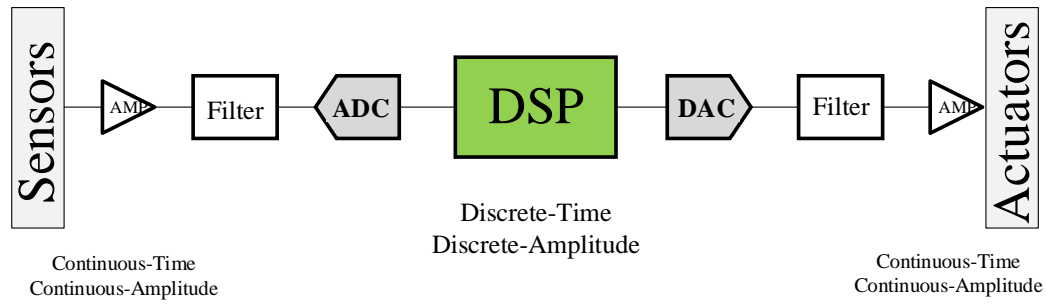 Sensors
AMP
Filter
ADC
DSP
DAC
Filter
AMP
Actuators
Discrete-Time
Discrete-Amplitude
Continuous-Time
Continuous-Amplitude
Continuous-Time
Continuous-Amplitude